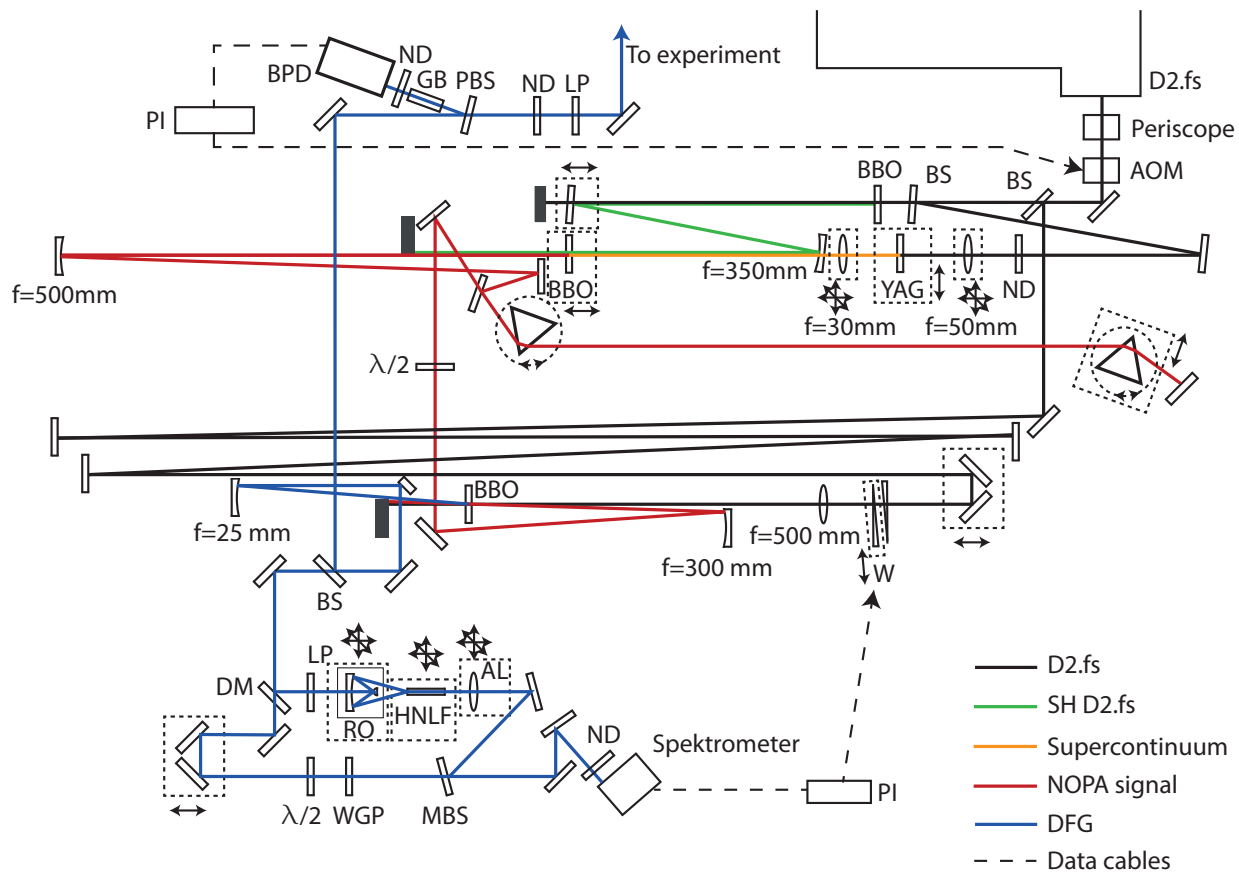 To experiment
ND
BPD
GB
PBS
ND
LP
D2.fs
PI
Periscope
AOM
BBO
BS
BS
f=500mm
BBO
f=350mm
f=30mm
YAG
f=50mm
ND
λ/2
BBO
f=25 mm
f=300 mm
f=500 mm
W
BS
LP
AL
DM
RO
HNLF
ND
Spektrometer
PI
λ/2
WGP
MBS
D2.fs
SH D2.fs
Supercontinuum
NOPA signal
DFG
Data cables